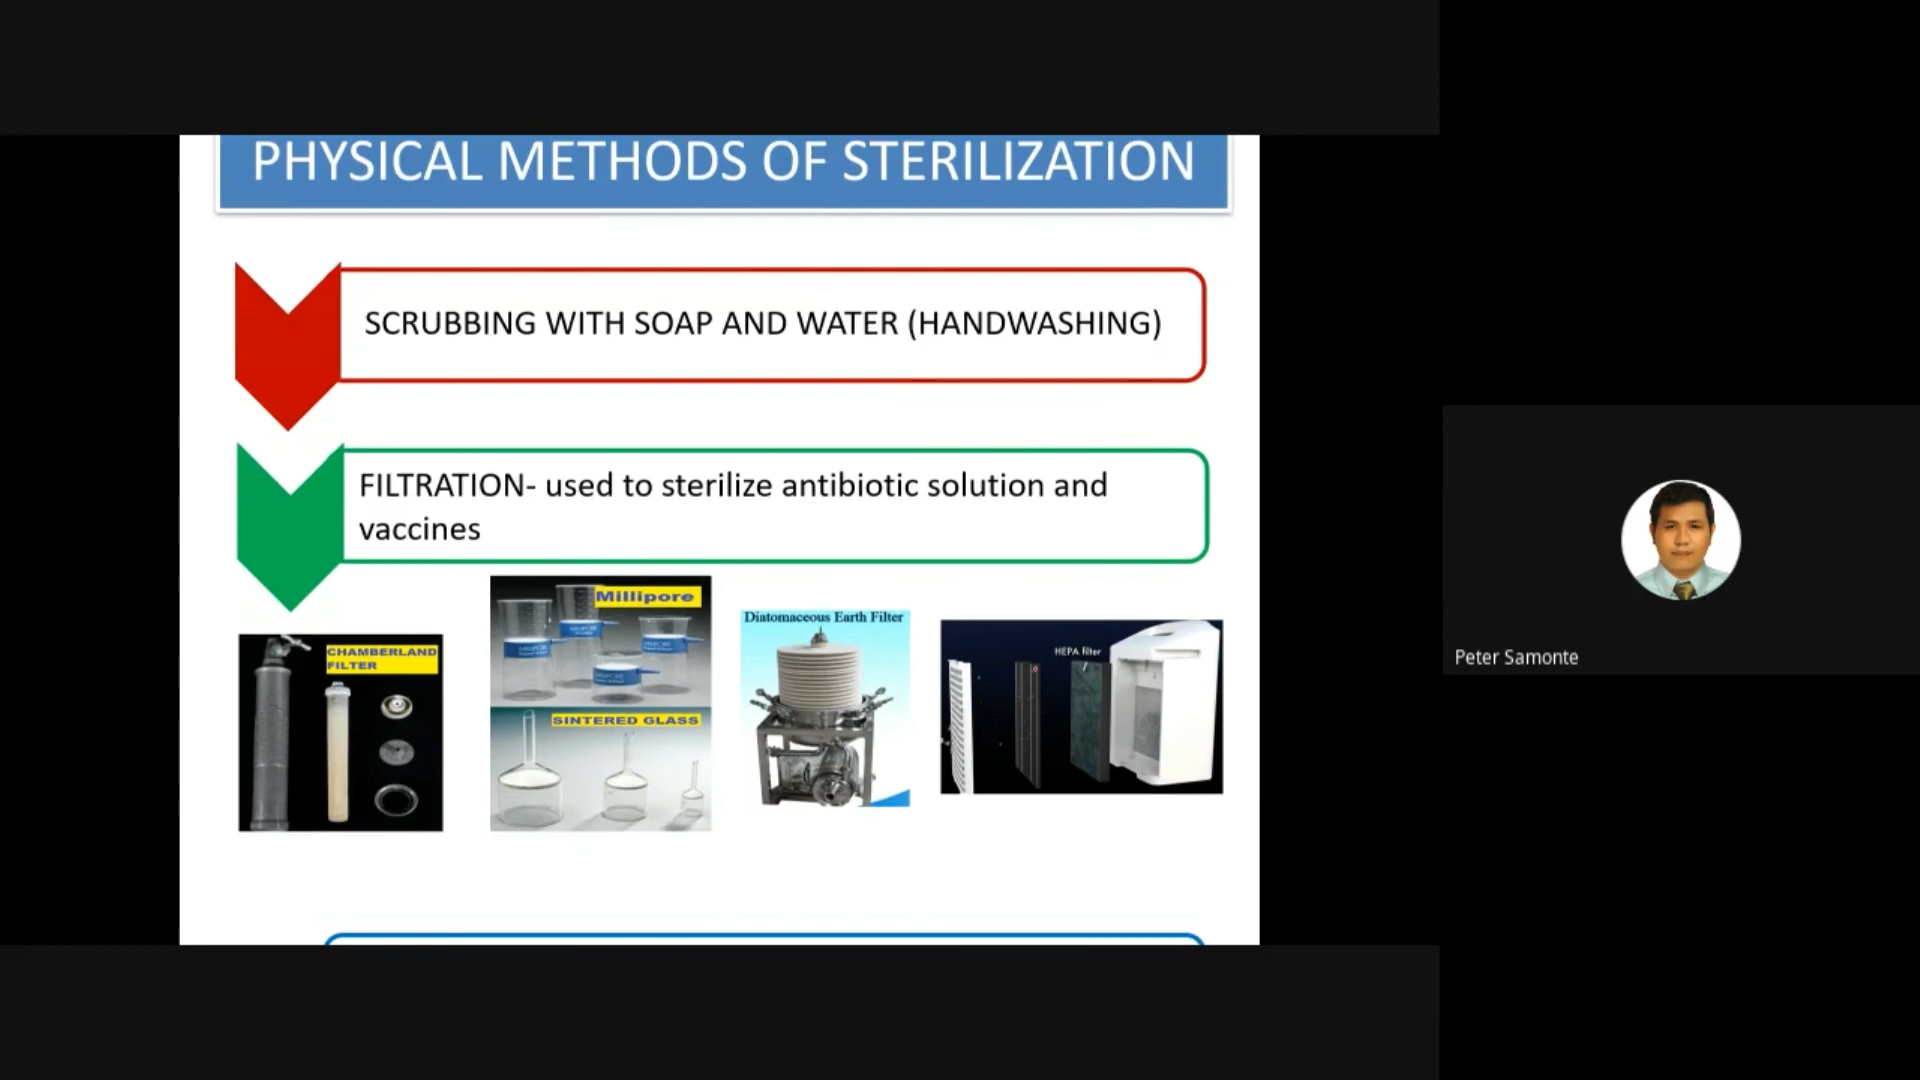 PHYSICAL METHODS OF STERILIZATION
SCRUBBING WITH SOAP AND WATER (HANDWASHING)
FILTRATION- used to sterilize antibiotic solution and
vaccines
CHAMBERLAND
FILTER
Millipore
SINTERED GLASS
Diatomaceous Earth Filter
HEPA filter
Peter Samonte